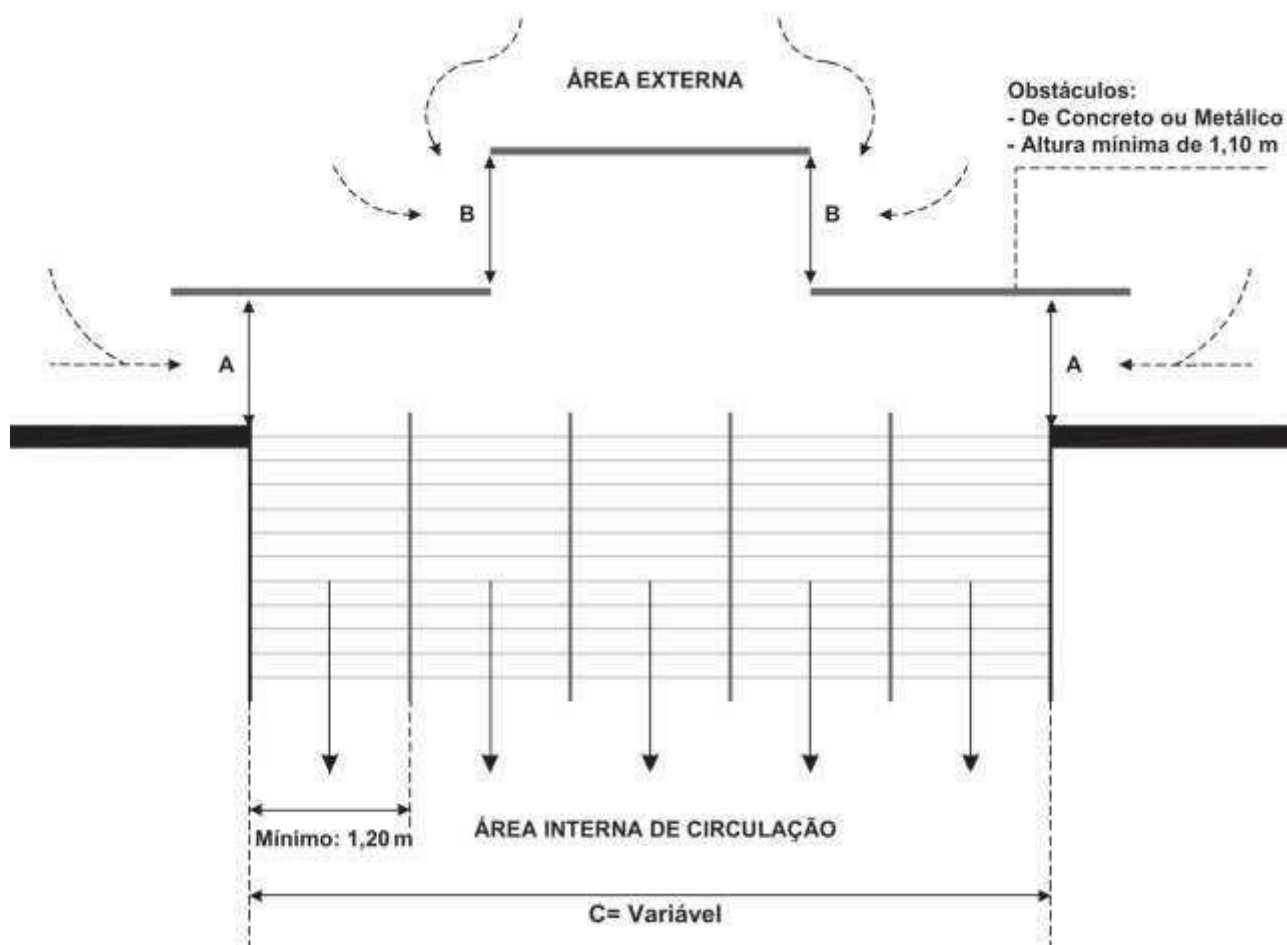 ÁREA EXTERNA
Obstáculos:
- De Concreto ou Metálico
- Altura mínima de 1,10 m
B
B
A
A
Mínimo: 1,20 m
ÁREA INTERNA DE CIRCULAÇÃO
C= Variável